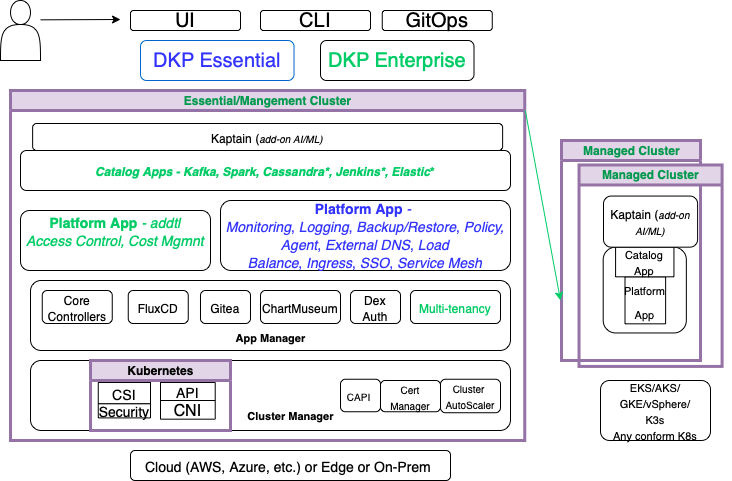 UI
CLI
GitOps
DKP Essential
DKP Enterprise
Essential/Mangement Cluster
Kaptain (add-on AI/ML)
Catalog Apps - Kafka, Spark, Cassandra*, Jenkins*, Elastic*
Platform App - addtl
Access Control, Cost Mgmnt
Platform App -
Monitoring, Logging, Backup/Restore, Policy,
Agent, External DNS, Load
Balance, Ingress, SSO, Service Mesh
Core
Controllers
FluxCD
Gitea
ChartMuseum
Dex
Auth
Multi-tenancy
App Manager
Kubernetes
CSI
Security
API
CNI
Cluster Manager
CAPI
Cert
Manager
Cluster
AutoScaler
Cloud (AWS, Azure, etc.) or Edge or On-Prem
Managed Cluster
Managed Cluster
Kaptain (add-on
AI/ML)
Catalog
App
Platform
App
EKS/AKS/
GKE/vSphere/
K3s
Any conform K8s